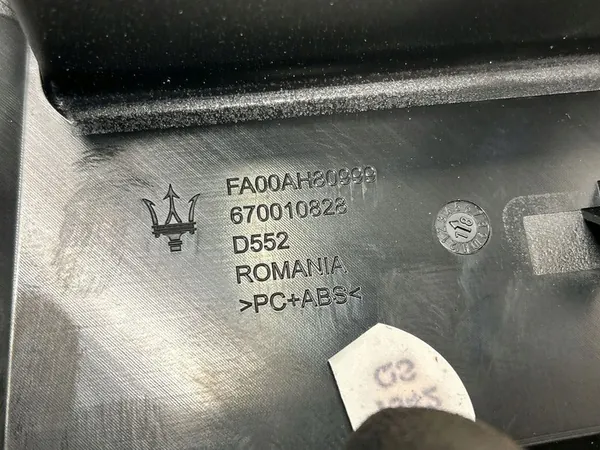 FA00AH80999
670010828
D552
ROMANIA
>PC+ABS<